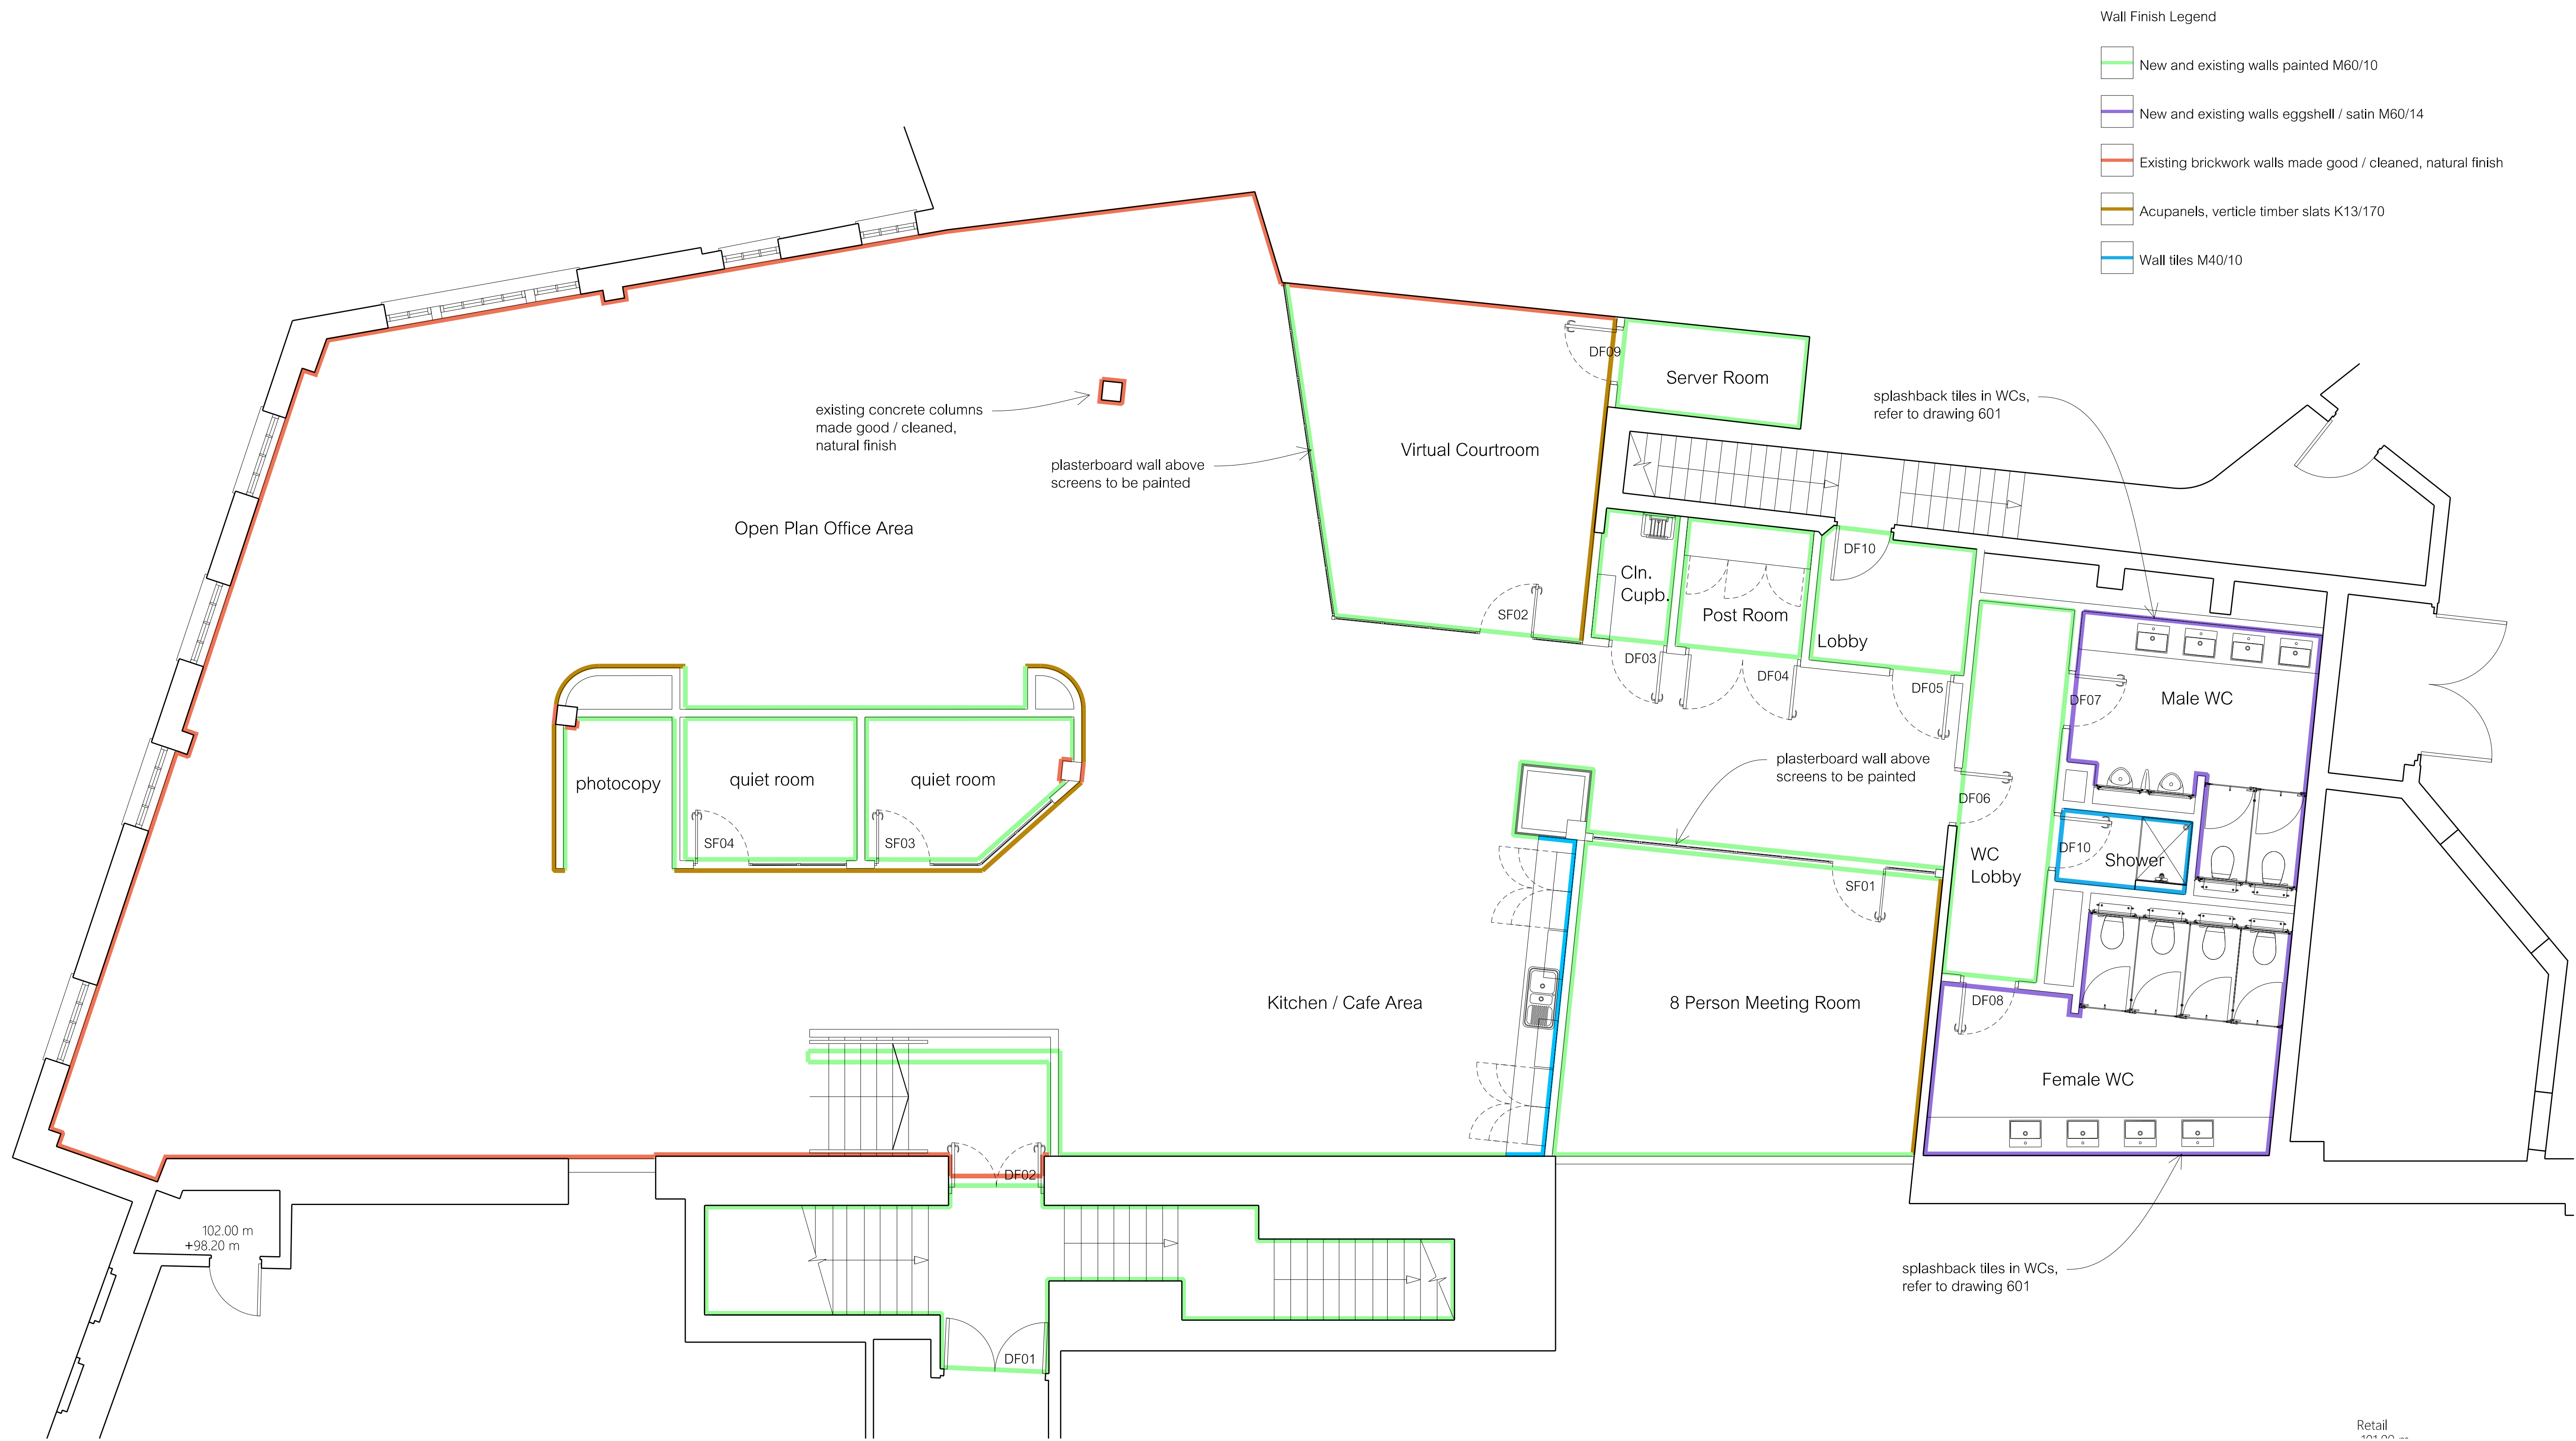 Wall Finish Legend
New and existing walls painted M60/10
New and existing walls eggshell / satin M60/14
Existing brickwork walls made good / cleaned, natural finish
Acupanels, verticle timber slats K13/170
Wall tiles M40/10
DF09
Server Room
existing concrete columns
made good / cleaned,
natural finish
splashback tiles in WCs,
refer to drawing 601
Virtual Courtroom
plasterboard wall above
screens to be painted
Open Plan Office Area
DF10
Cln.
Cupb.
SF02
Post Room
Lobby
DF03
DF04
DF05
DF07
Male WC
photocopy
quiet room
quiet room
plasterboard wall above
screens to be painted
DF06
SF04
SF03
DF10
WC
Lobby
Shower
SF01
Kitchen / Cafe Area
8 Person Meeting Room
DF08
Female WC
DF02
102.00 m
+98.20 m
splashback tiles in WCs,
refer to drawing 601
DF01
Retail